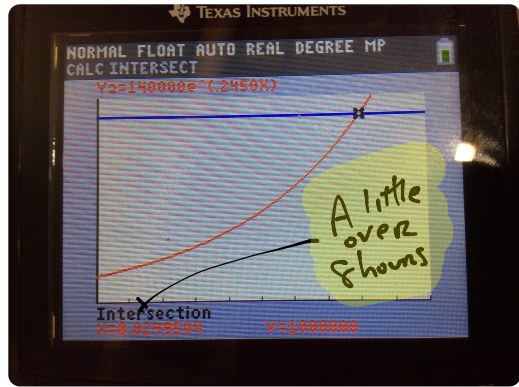 TEXAS INSTRUMENTS
NORMAL FLOAT AUTO REAL DEGREE MP
CALC INTERSECT
Y2=140000e^(.2450X)
A little
over
8 hours
Intersection
X=8.0249504 Y=1000000